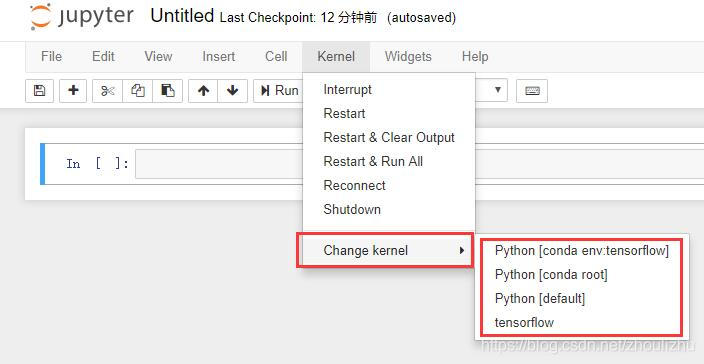 jupyter Untitled Last Checkpoint: 12 分钟前 (autosaved)
File Edit View Insert Cell Kernel Widgets Help
Run
Interrupt
Restart
Restart & Clear Output
Restart & Run All
Reconnect
Shutdown
Change kernel
In [ ]:
Python [conda env:tensorflow]
Python [conda root]
Python [default]
tensorflow
https://blog.csdn.net/zhoulizhu